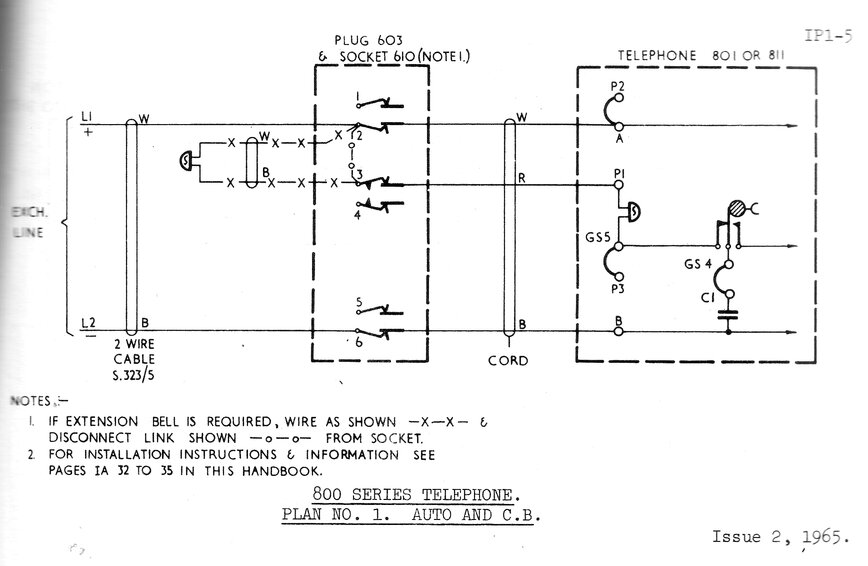 IP1-5
PLUG 603
& SOCKET 610 (NOTE I.)
TELEPHONE 801 OR 811
P2
1
L1
W
W
+
2
A
W
X X X X
B
X X X X
3
R
P1
4
C
EXCH.
LINE
GS5
GS 4
P3
C1
5
L2
B
6
B
B
—
2 WIRE
CABLE
S.323/5
CORD
NOTES :—
1. IF EXTENSION BELL IS REQUIRED, WIRE AS SHOWN —X—X— &
DISCONNECT LINK SHOWN —o—o— FROM SOCKET.
2. FOR INSTALLATION INSTRUCTIONS & INFORMATION SEE
PAGES IA 32 TO 35 IN THIS HANDBOOK.
800 SERIES TELEPHONE.
PLAN NO. 1. AUTO AND C.B.
Issue 2, 1965.